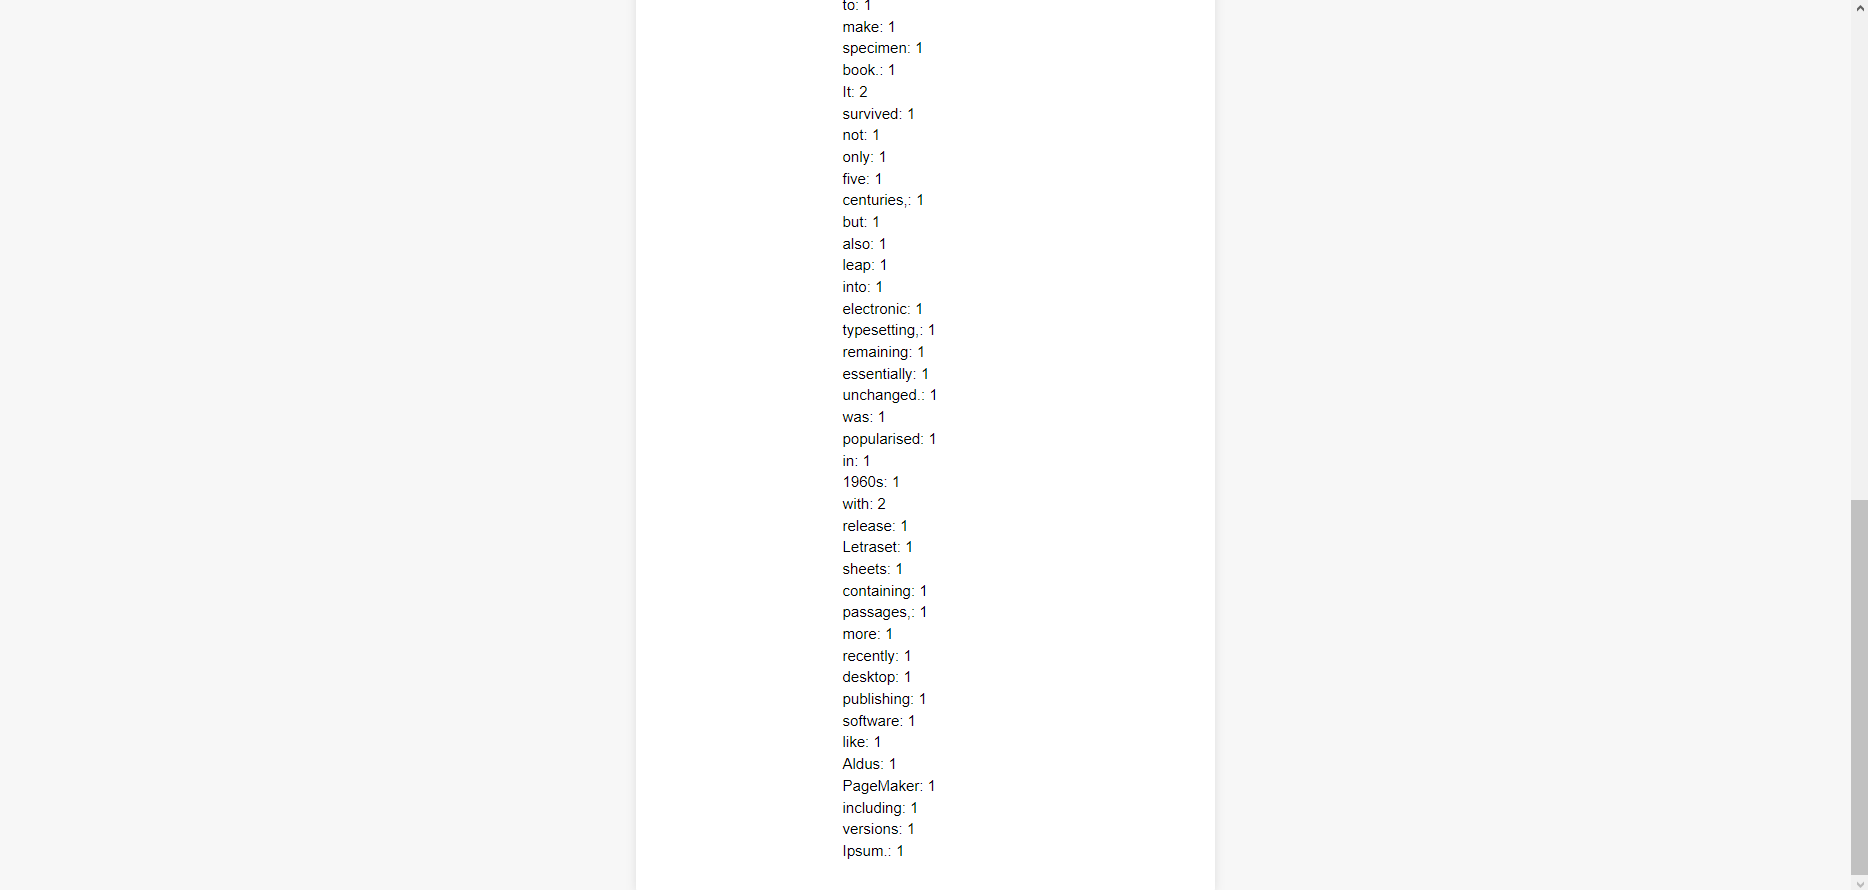 to: 1
make: 1
specimen: 1
book.: 1
It: 2
survived: 1
not: 1
only: 1
five: 1
centuries,: 1
but: 1
also: 1
leap: 1
into: 1
electronic: 1
typesetting,: 1
remaining: 1
essentially: 1
unchanged.: 1
was: 1
popularised: 1
in: 1
1960s: 1
with: 2
release: 1
Letraset: 1
sheets: 1
containing: 1
passages,: 1
more: 1
recently: 1
desktop: 1
publishing: 1
software: 1
like: 1
Aldus: 1
PageMaker: 1
including: 1
versions: 1
Ipsum.: 1